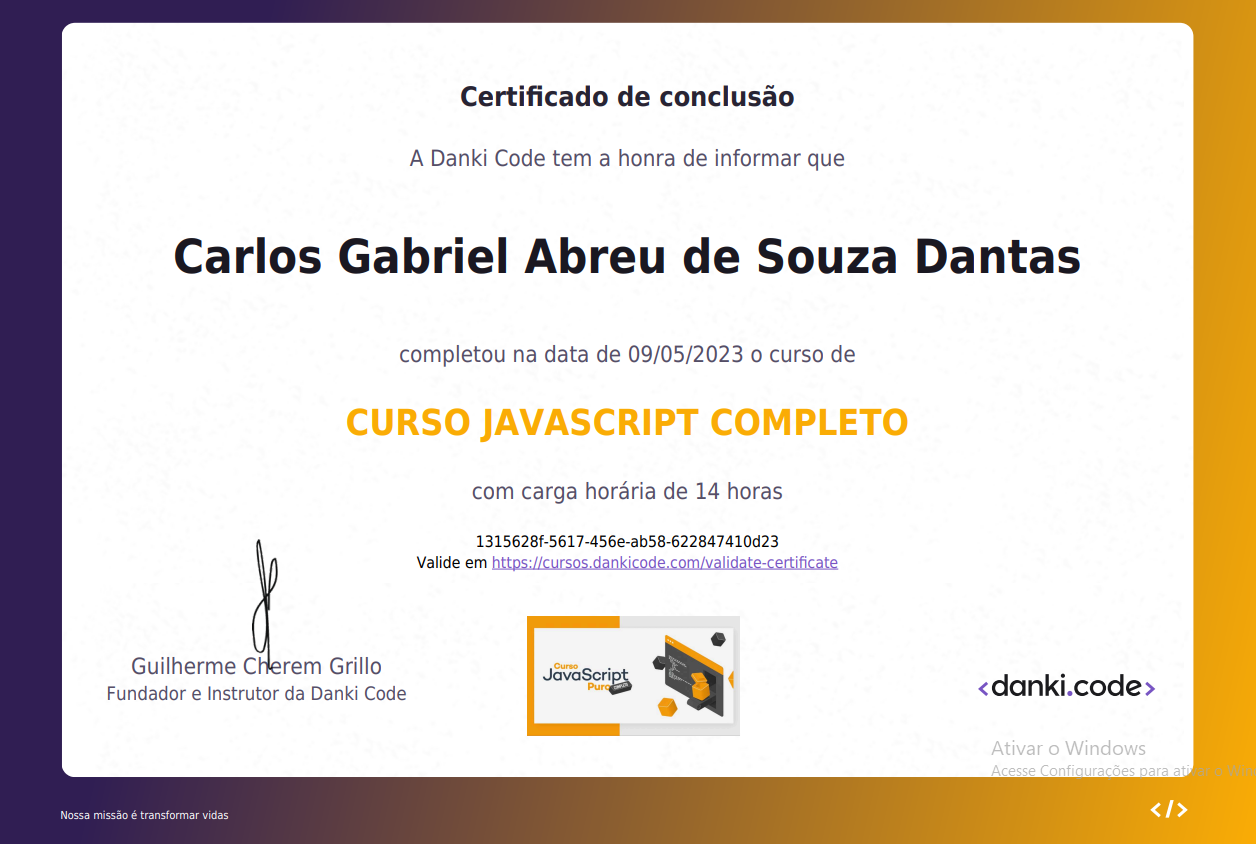 Certificado de conclusão
A Danki Code tem a honra de informar que
Carlos Gabriel Abreu de Souza Dantas
completou na data de 09/05/2023 o curso de
CURSO JAVASCRIPT COMPLETO
com carga horária de 14 horas
1315628f-5617-456e-ab58-622847410d23
Valide em https://cursos.dankicode.com/validate-certificate
Guilherme Cherem Grillo
Fundador e Instrutor da Danki Code
Curso
JavaScript
Puro
<danki.code>
Ativar o Windows
Acesse Configurações para ativar o Win
Nossa missão é transformar vidas
</>